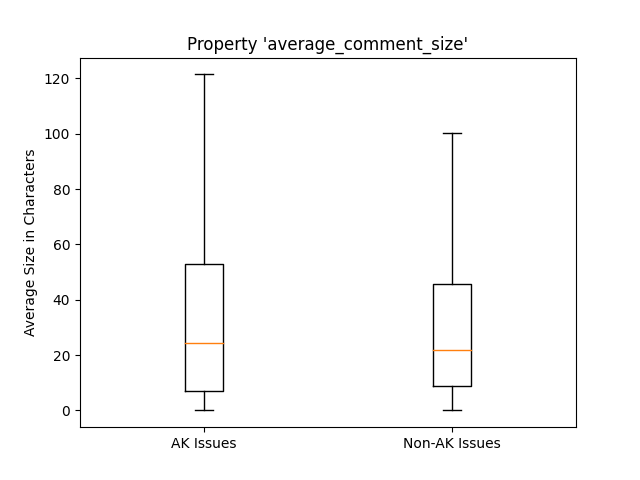 Property 'average_comment_size'
Average Size in Characters
120
100
80
60
40
20
0
AK Issues
Non-AK Issues